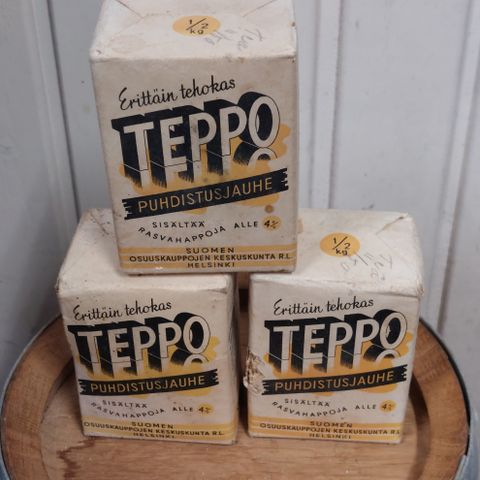 1/2
kg
Erittäin tehokas
TEPPO
PUHDISTUSJAUHE
SISÄLTÄÄ
RASVAHAPPOJA ALLE 4%
SUOMEN
OSUUSKAUPPOJEN KESKUSKUNTA R.L.
HELSINKI
Erittäin tehokas
TEPPO
PUHDISTUSJAUHE
SISÄLTÄÄ
RASVAHAPPOJA ALLE 4%
SUOMEN
OSUUSKAUPPOJEN KESKUSKUNTA R.L.
HELSINKI
1/2
kg
Erittäin tehokas
TEPPO
PUHDISTUSJAUHE
SISÄLTÄÄ
RASVAHAPPOJA ALLE 4%
SUOMEN
OSUUSKAUPPOJEN KESKUSKUNTA R.L.
HELSINKI